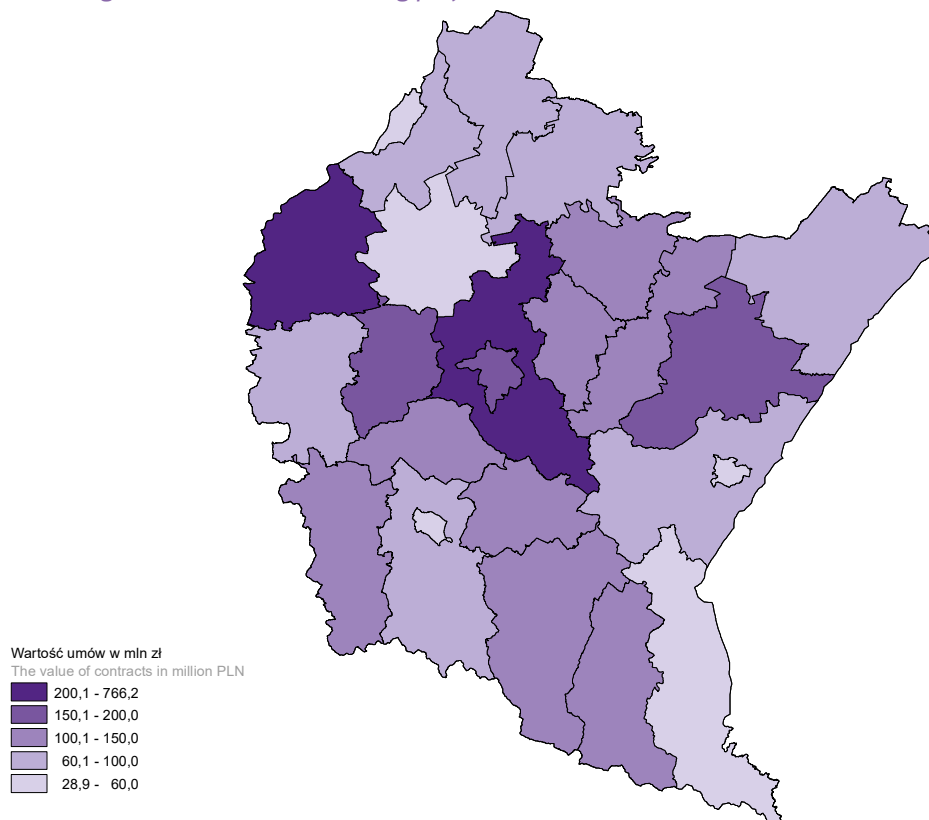 Wartość umów w mln zł
The value of contracts in million PLN
200,1 - 766,2
150,1 - 200,0
100,1 - 150,0
60,1 - 100,0
28,9 - 60,0